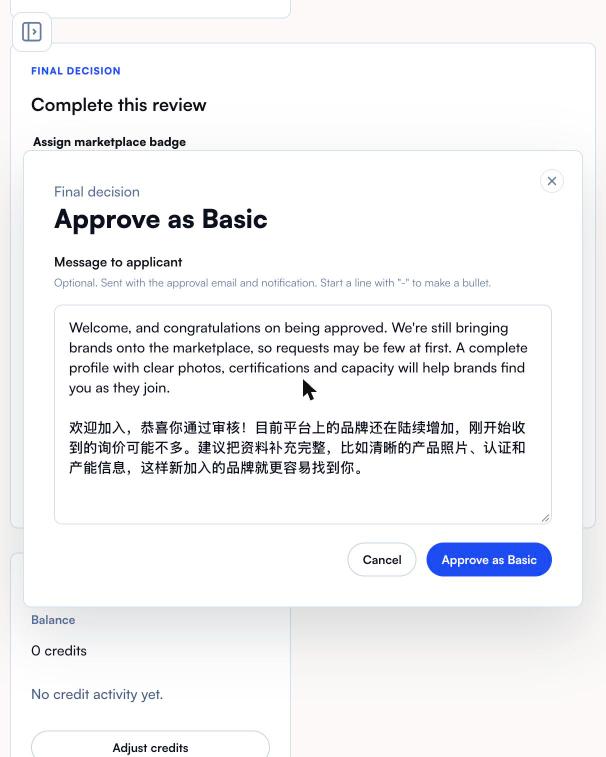 FINAL DECISION
Complete this review
Assign marketplace badge
Final decision
Approve as Basic
Message to applicant
Optional. Sent with the approval email and notification. Start a line with "-" to make a bullet.
Welcome, and congratulations on being approved. We're still bringing
brands onto the marketplace, so requests may be few at first. A complete
profile with clear photos, certifications and capacity will help brands find
you as they join.
欢迎加入，恭喜你通过审核！目前平台上的品牌还在陆续增加，刚开始收
到的询价可能不多。建议把资料补充完整，比如清晰的产品照片、认证和
产能信息，这样新加入的品牌就更容易找到你。
Cancel
Approve as Basic
Balance
0 credits
No credit activity yet.
Adjust credits